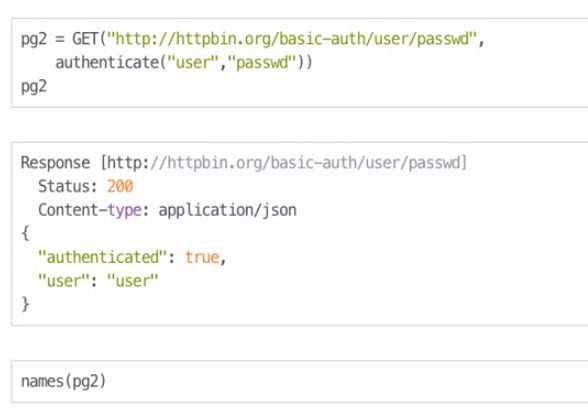 pg2 = GET("http://httpbin.org/basic-auth/user/passwd",
    authenticate("user","passwd"))
pg2
Response [http://httpbin.org/basic-auth/user/passwd]
  Status: 200
  Content-type: application/json
{
  "authenticated": true,
  "user": "user"
}
names(pg2)